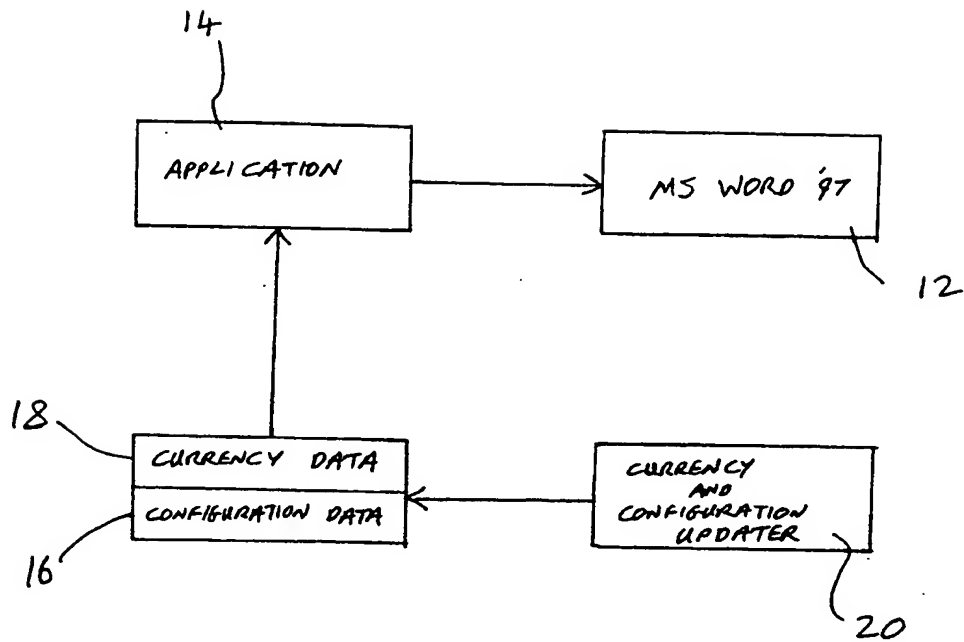 14
APPLICATION
MS WORD '97
12
18
CURRENCY DATA
CONFIGURATION DATA
16
CURRENCY
AND
CONFIGURATION
UPDATER
20